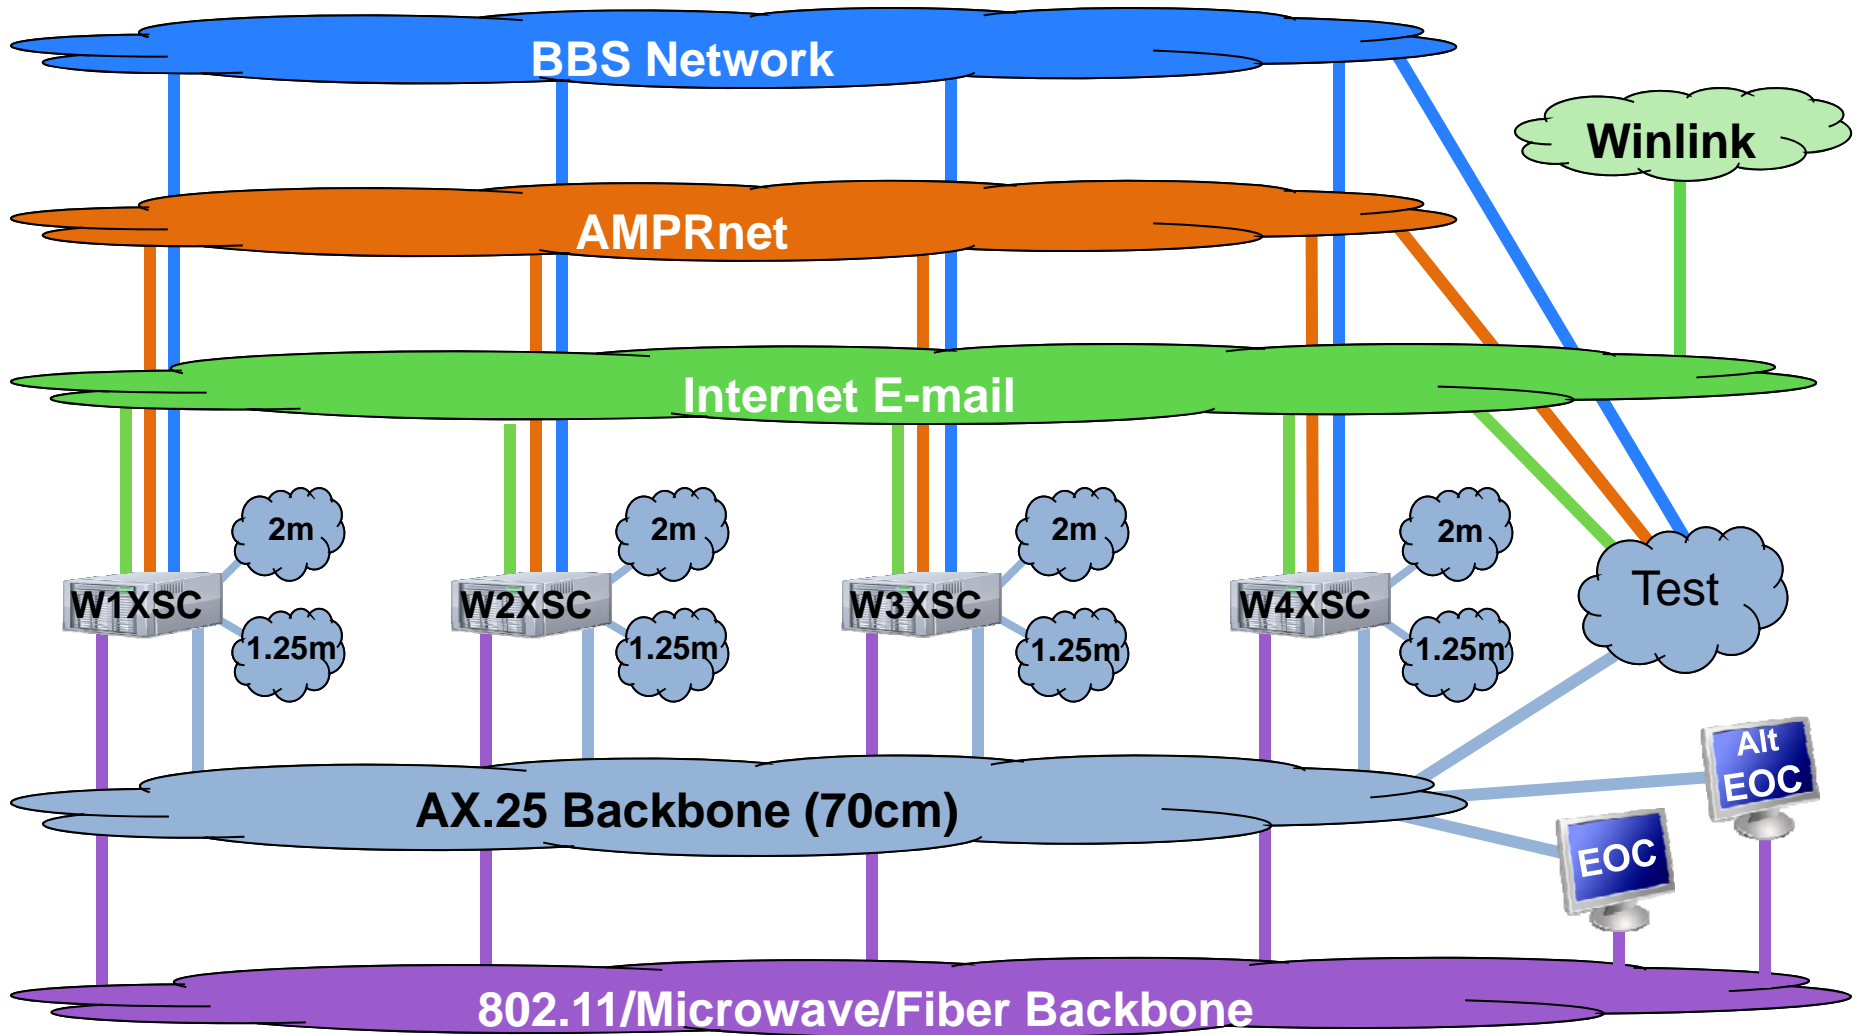 BBS Network
Winlink
AMPRnet
Internet E-mail
2m
2m
2m
2m
W1XSC
W2XSC
W3XSC
W4XSC
Test
1.25m
1.25m
1.25m
1.25m
Alt
EOC
AX.25 Backbone (70cm)
EOC
802.11/Microwave/Fiber Backbone